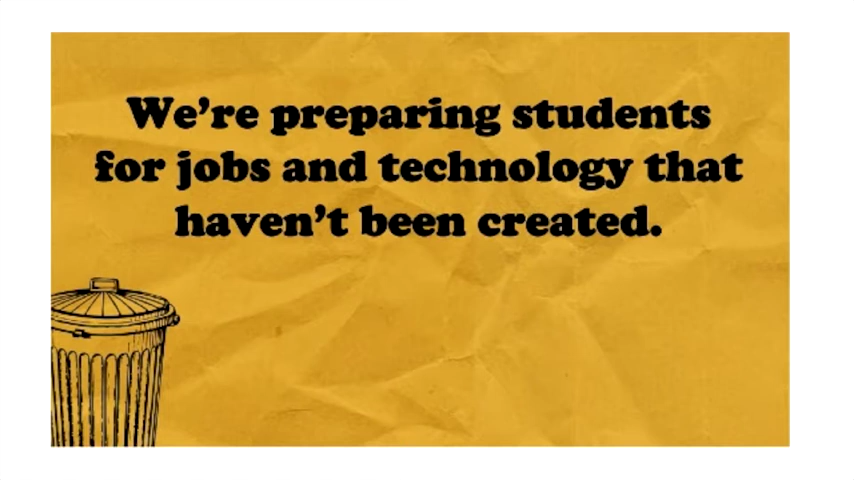 We’re preparing students
for jobs and technology that
haven’t been created.